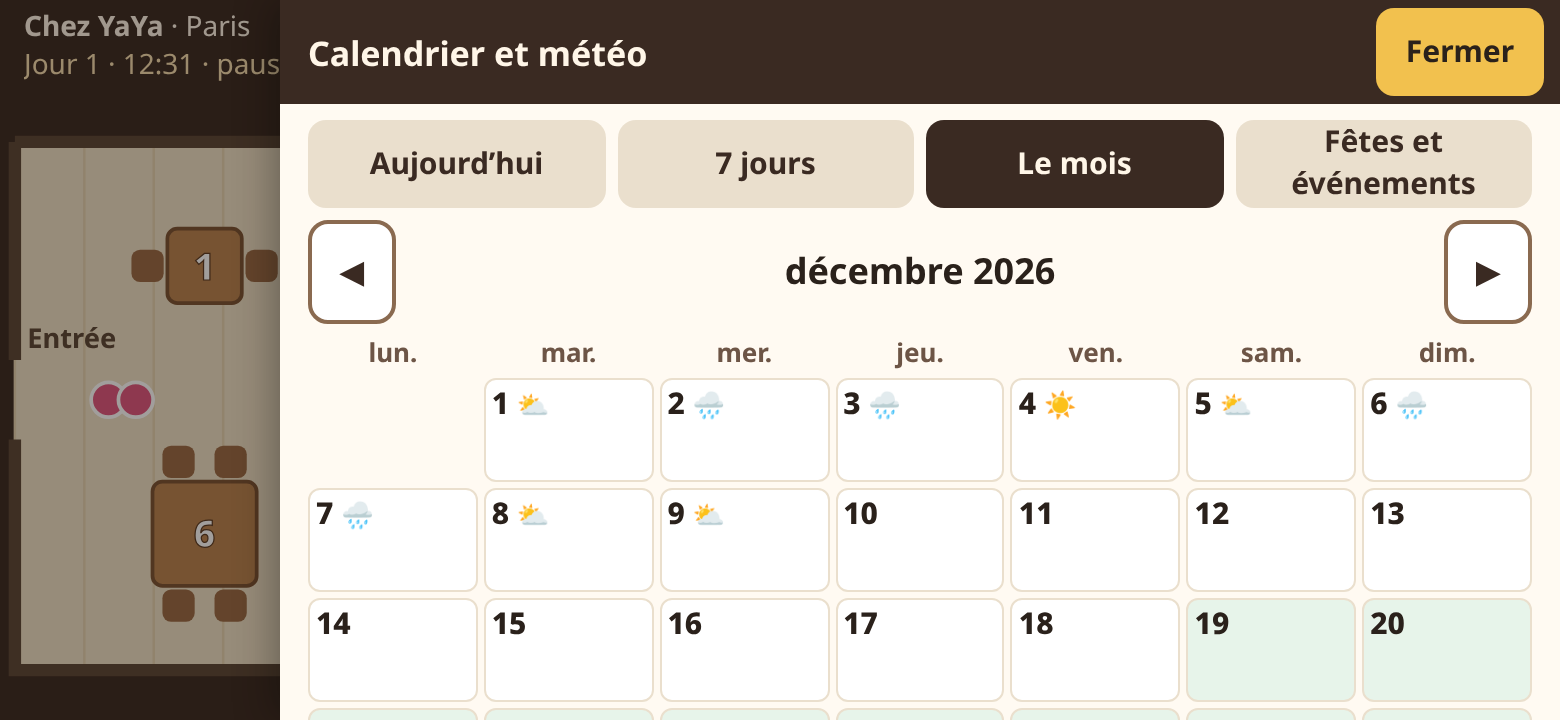 Chez YaYa · Paris
Jour 1 · 12:31 · paus
Calendrier et météo
Fermer
Aujourd’hui
7 jours
Le mois
Fêtes et
événements
◀
décembre 2026
▶
lun. mar. mer. jeu. ven. sam. dim.
1 2 3 4 5 6
7 8 9 10 11 12 13
14 15 16 17 18 19 20
1
Entrée
6